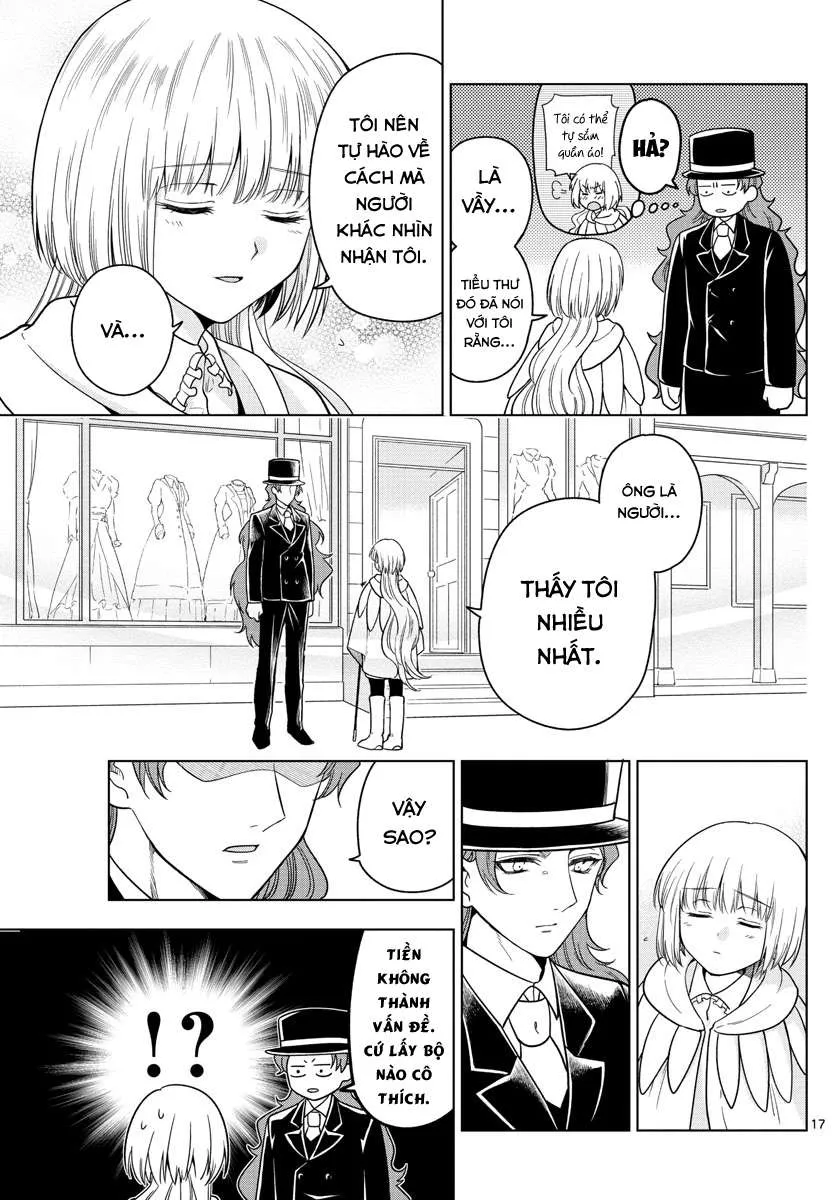 HẢ?
Tôi có thể
tự sắm
quần áo!
LÀ
VẦY...
TIỂU THƯ
ĐÓ ĐÃ NÓI
VỚI TÔI
RẰNG...
TÔI NÊN
TỰ HÀO VỀ
CÁCH MÀ
NGƯỜI
KHÁC NHÌN
NHẬN TÔI.
VÀ...
ÔNG LÀ
NGƯỜI...
THẤY TÔI
NHIỀU
NHẤT.
VẬY
SAO?
TIỀN
KHÔNG
THÀNH
VẤN ĐỀ.
CỨ LẤY BỘ
NÀO CÔ
THÍCH.
!?
17